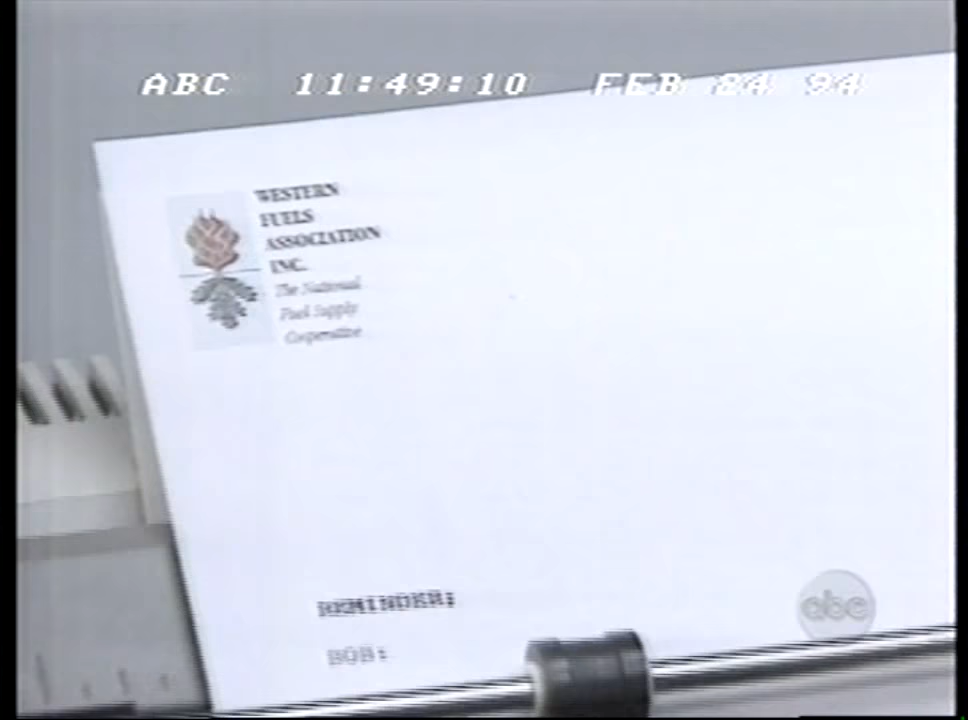 ABC 11:49:10 FEB 24 94
WESTERN
FUELS
ASSOCIATION
INC.
The National
Fuel Supply
Cooperative
REMINDER:
BOB:
abc